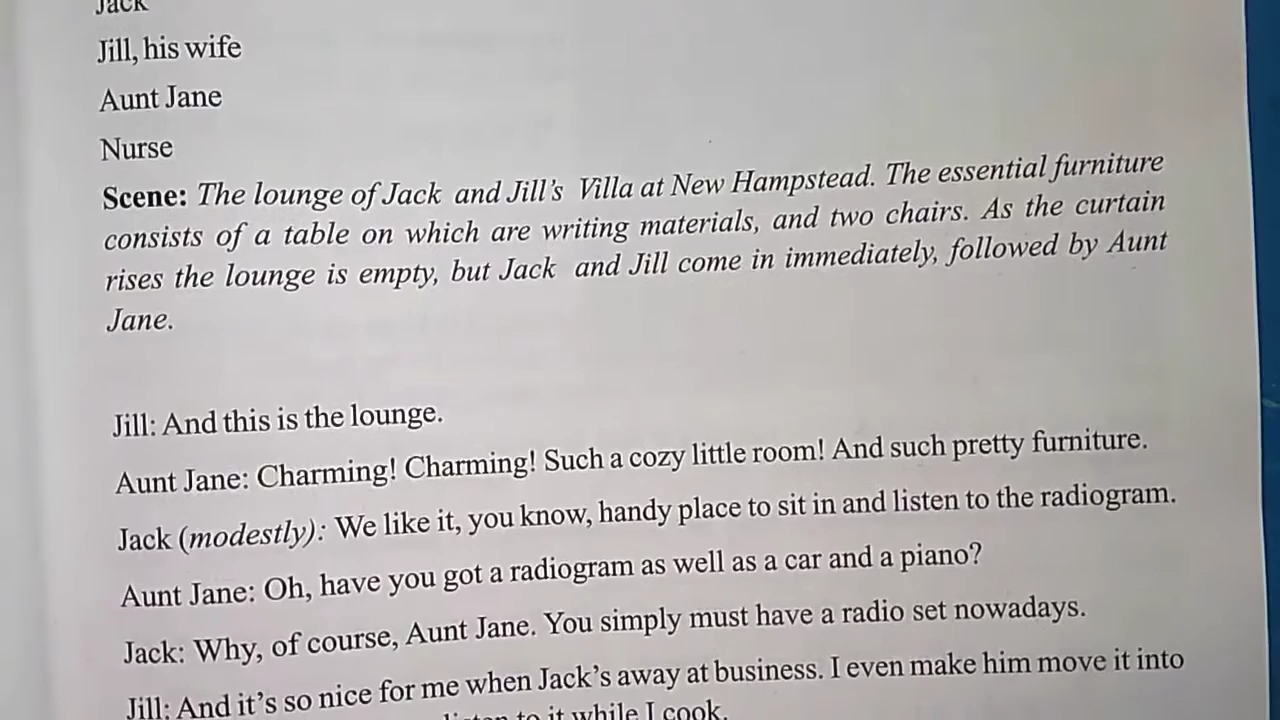 Jack
Jill, his wife
Aunt Jane
Nurse
Scene: The lounge of Jack and Jill's Villa at New Hampstead. The essential furniture
consists of a table on which are writing materials, and two chairs. As the curtain
rises the lounge is empty, but Jack and Jill come in immediately, followed by Aunt
Jane.
Jill: And this is the lounge.
Aunt Jane: Charming! Charming! Such a cozy little room! And such pretty furniture.
Jack (modestly): We like it, you know, handy place to sit in and listen to the radiogram.
Aunt Jane: Oh, have you got a radiogram as well as a car and a piano?
Jack: Why, of course, Aunt Jane. You simply must have a radio set nowadays.
Jill: And it's so nice for me when Jack's away at business. I even make him move it into
listen to it while I cook.